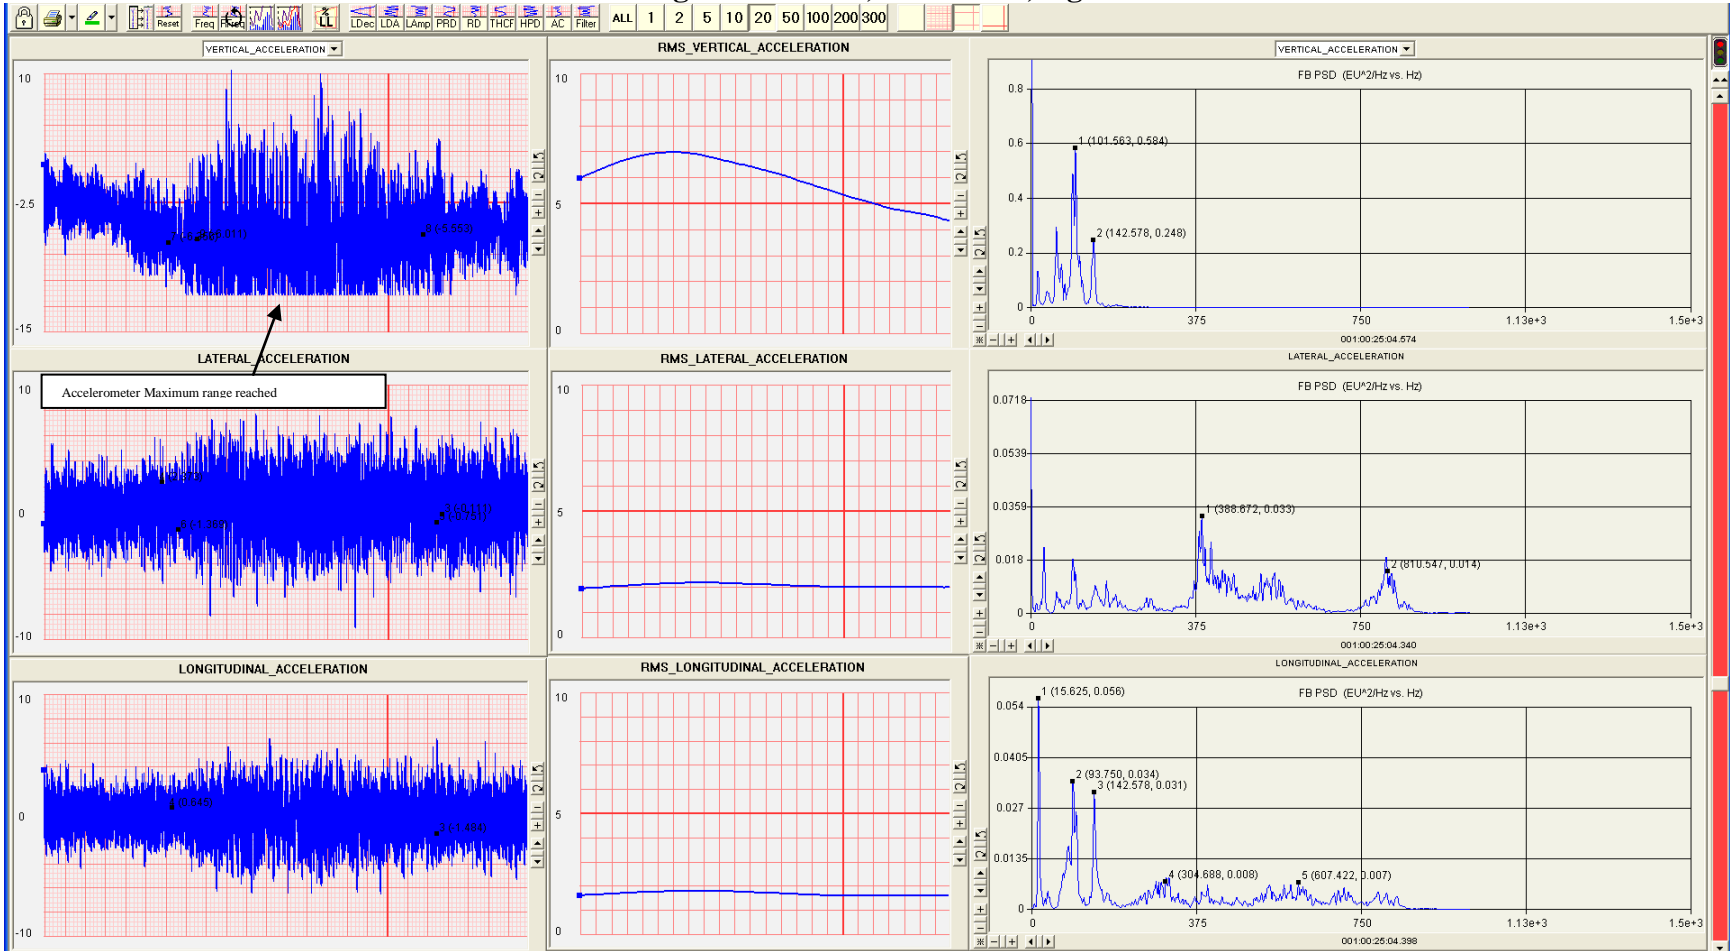 Reset Freq LL LDec LDA LAmp PRD RD THCF HPD AC Filter ALL 1 2 5 10 20 50 100 200 300
VERTICAL_ACCELERATION
10
-2.5
-15
8 (-5.553)
RMS_VERTICAL_ACCELERATION
10
5
0
VERTICAL_ACCELERATION
FB PSD (EU^2/Hz vs. Hz)
0.8
0.6
0.4
0.2
0
1 (101.563, 0.584)
2 (142.578, 0.248)
0 375 750 1.13e+3 1.5e+3
001:00:25:04.574
LATERAL_ACCELERATION
Accelerometer Maximum range reached
10
0
-10
RMS_LATERAL_ACCELERATION
10
5
0
LATERAL_ACCELERATION
FB PSD (EU^2/Hz vs. Hz)
0.0718
0.0539
0.0359
0.018
0
1 (388.672, 0.033)
2 (810.547, 0.014)
0 375 750 1.13e+3 1.5e+3
001:00:25:04.340
LONGITUDINAL_ACCELERATION
10
0
-10
4 (0.845)
3 (-1.484)
RMS_LONGITUDINAL_ACCELERATION
10
5
0
LONGITUDINAL_ACCELERATION
FB PSD (EU^2/Hz vs. Hz)
0.054
0.0405
0.027
0.0135
0
1 (15.625, 0.056)
2 (93.750, 0.034)
3 (142.578, 0.031)
4 (304.688, 0.008)
5 (607.422, 0.007)
0 375 750 1.13e+3 1.5e+3
001:00:25:04.398